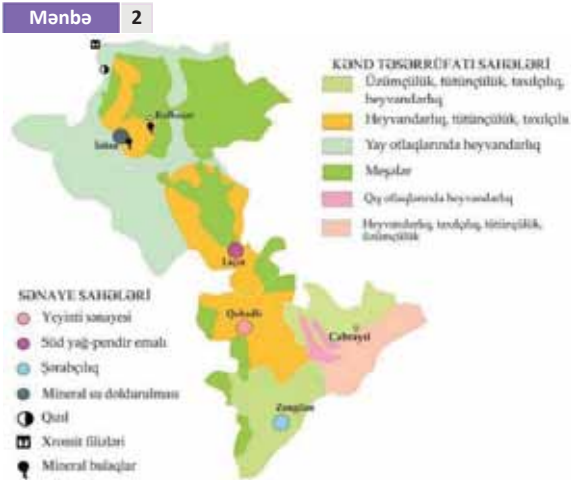 Mənbə 2
KƏND TƏSƏRRÜFATI SAHƏLƏRİ
Üzümçülük, tütünçülük, taxılçılıq,
heyvandarlıq
Heyvandarlıq, tütünçülük, taxılçılıq
Yay otlaqlarında heyvandarlıq
Meşələr
Qış otlaqlarında heyvandarlıq
Heyvandarlıq, taxılçılıq, tütünçülük,
üzümçülük
Kəlbəcər
İstisu
Laçın
Qubadlı
Cəbrayıl
Zəngilan
SƏNAYE SAHƏLƏRİ
Yeyinti sənayesi
Süd yağ-pendir emalı
Şərabçılıq
Mineral su doldurulması
Qızıl
Xromit filizləri
Mineral bulaqlar